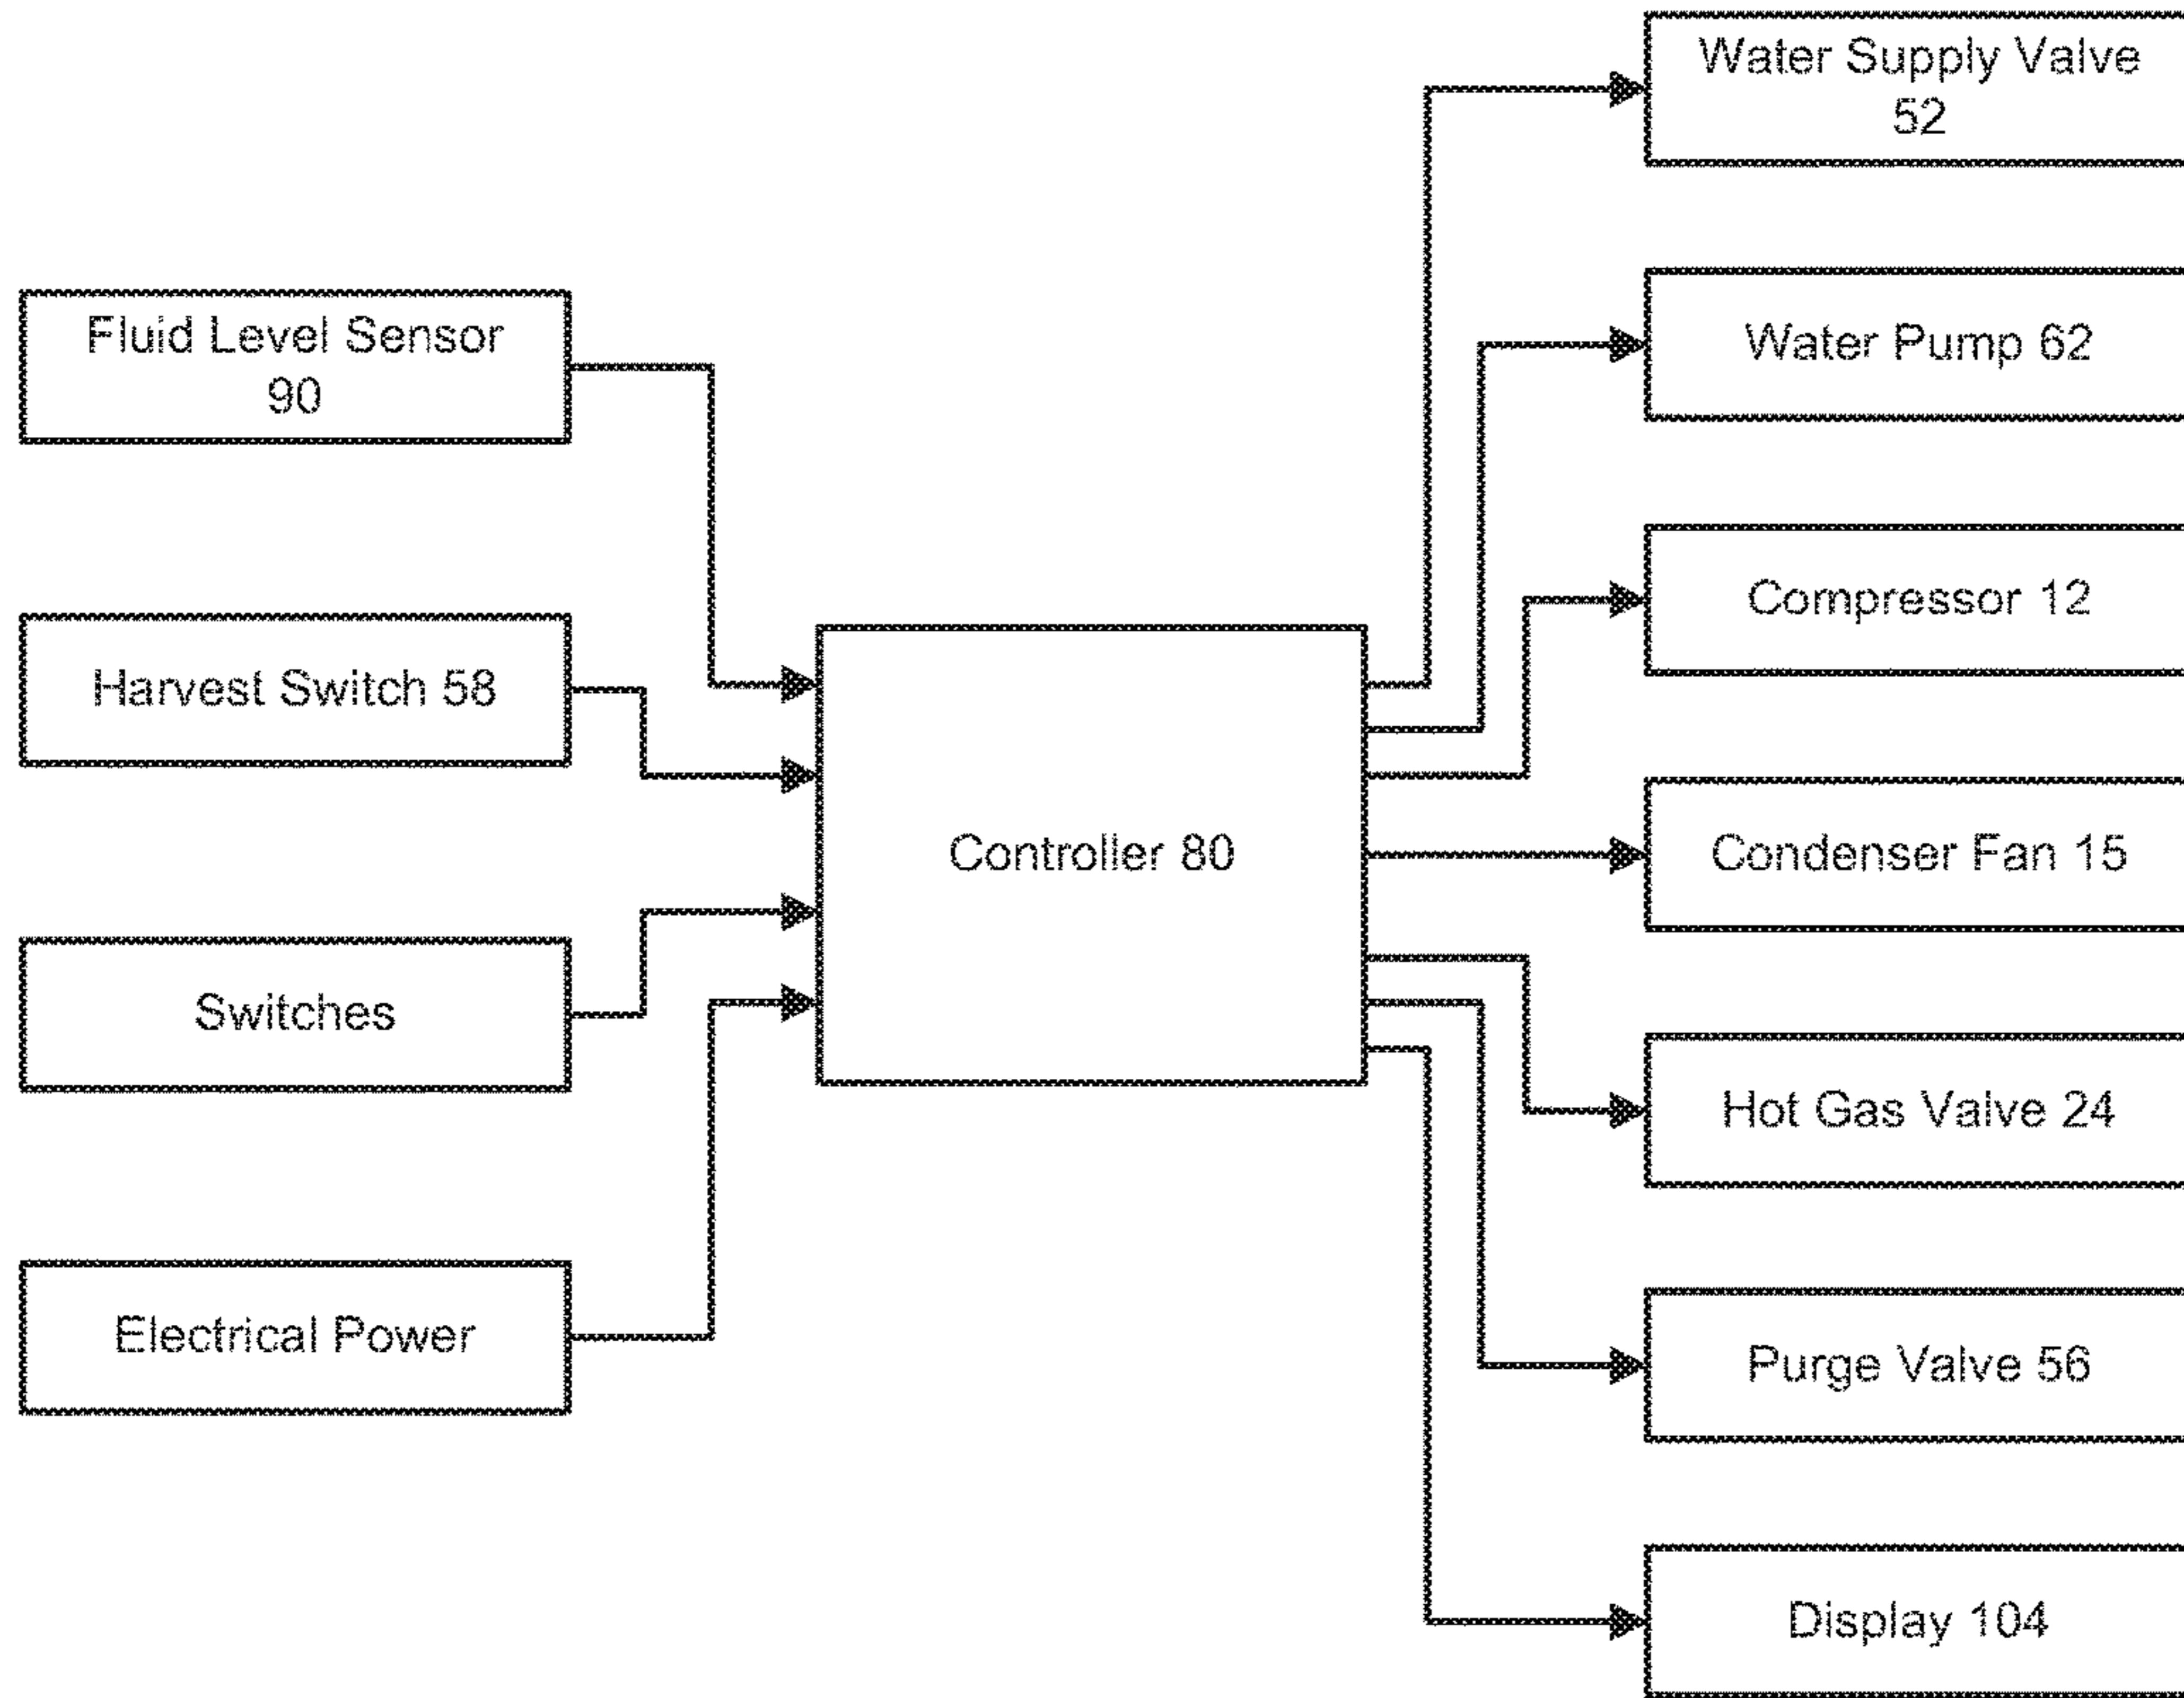 Water Supply Valve
52
Fluid Level Sensor
90
Water Pump 62
Harvest Switch 58
Compressor 12
Controller 80
Condenser Fan 15
Switches
Hot Gas Valve 24
Electrical Power
Purge Valve 56
Display 104